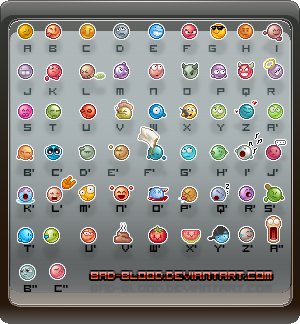 A B C D E F G H I
J K L M N O P Q R
S T U V W X Y Z A'
B' C' D' E' F' G' H' I' J'
K' L' M' N' O' P' Q' R' S'
T' U' V' W' X' Y' Z' A"
B" C"
BAD-BLOOD.DEVIANTART.COM